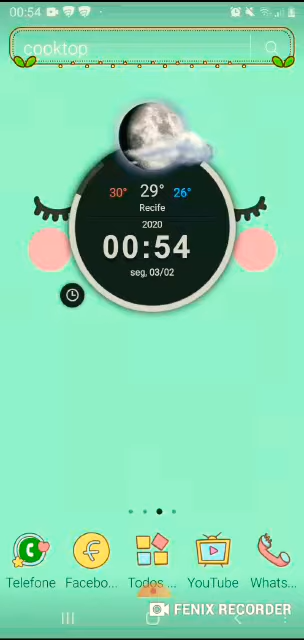 00:54
cooktop
30° 29° 26°
Recife
2020
00:54
seg, 03/02
Telefone Facebo... Todos ... YouTube Whats...
FENIX RECORDER